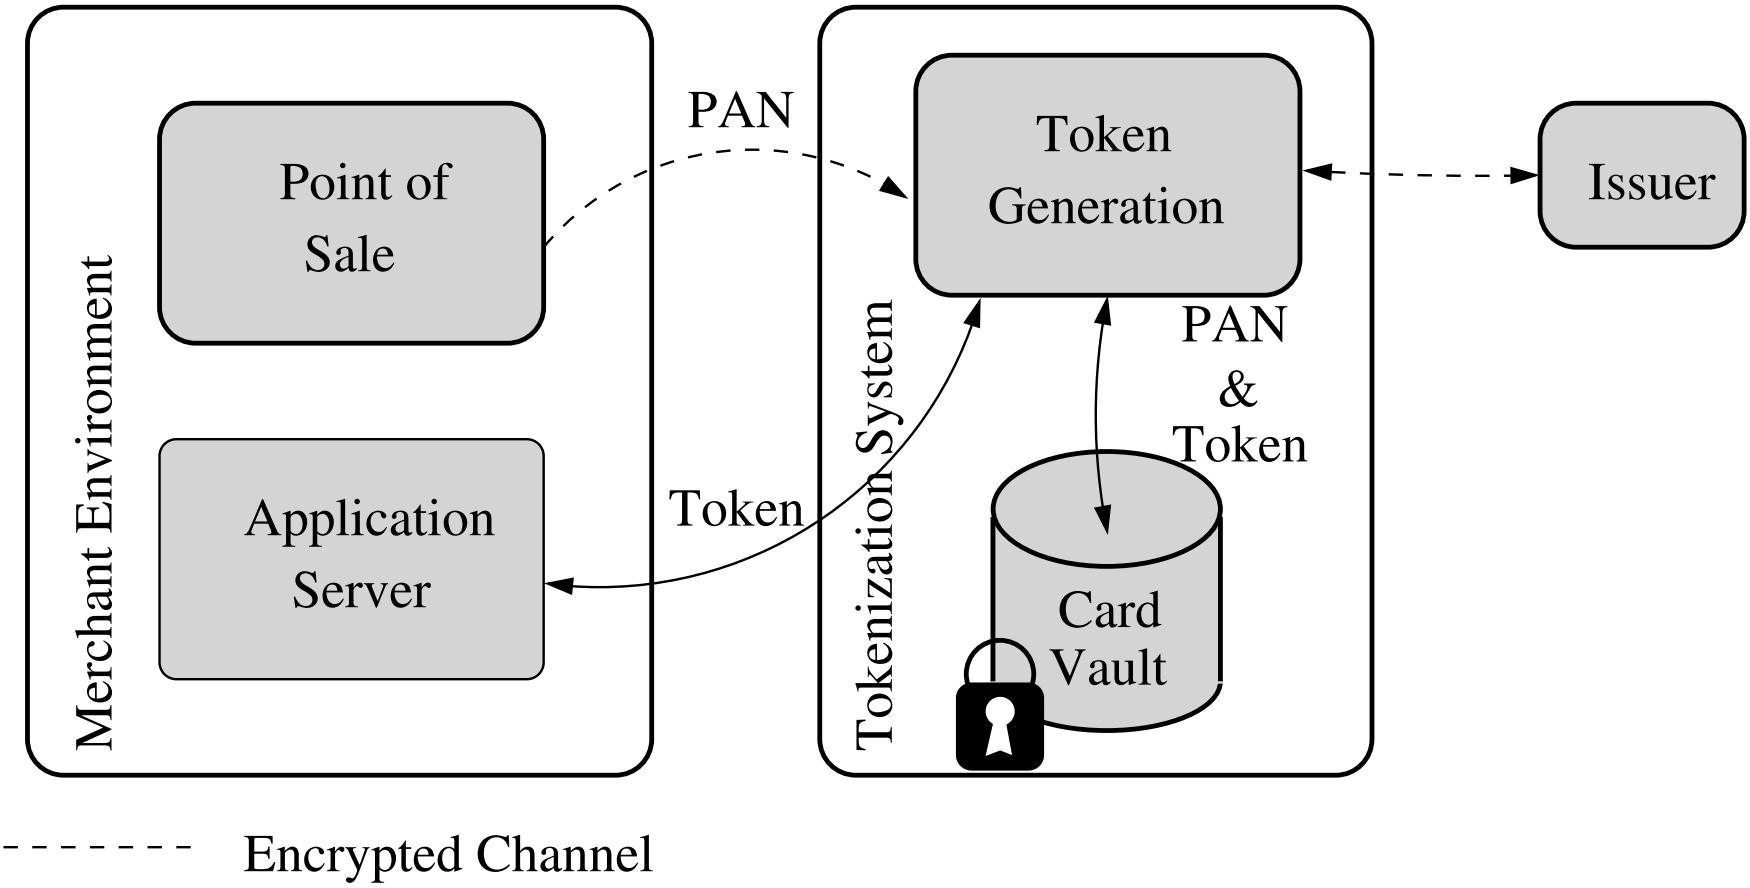 Merchant Environment
Point of
Sale
Application
Server
PAN
Token
Tokenization System
Token
Generation
PAN
&
Token
Card
Vault
Issuer
Encrypted Channel